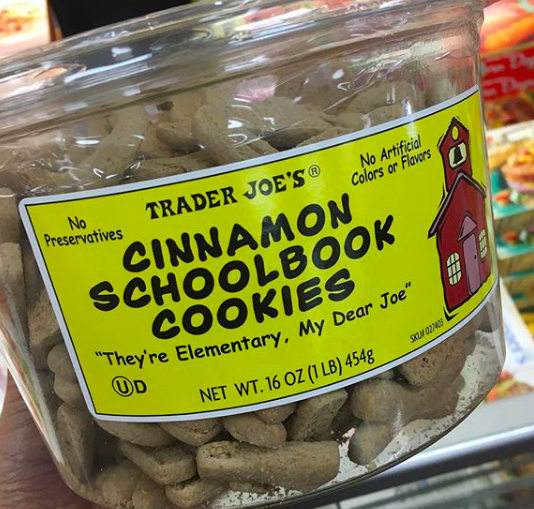 No
Preservatives
TRADER JOE'S®
No Artificial
Colors or Flavors
CINNAMON
SCHOOLBOOK
COOKIES
"They're Elementary, My Dear Joe"
ⓊD
NET WT. 16 OZ (1 LB) 454g
SKU# 027403